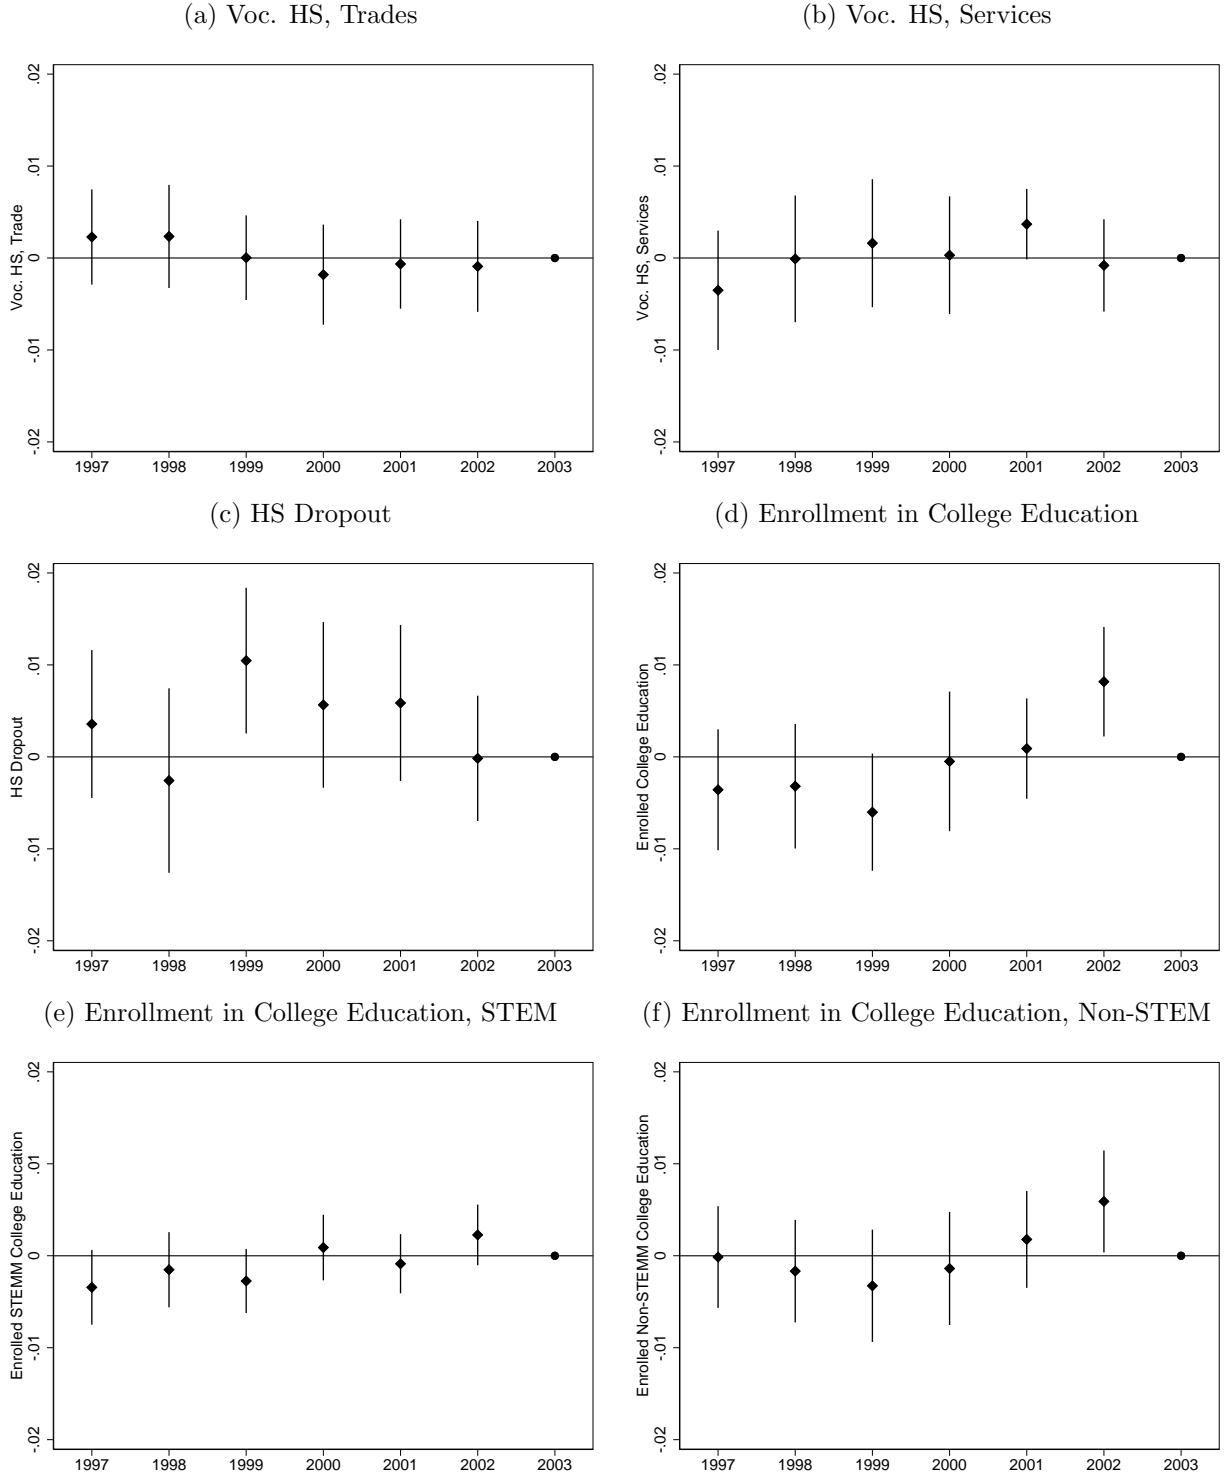 (a) Voc. HS, Trades
Voc. HS, Trade
.02
.01
0
-.01
-.02
1997 1998 1999 2000 2001 2002 2003
(b) Voc. HS, Services
Voc. HS, Services
.02
.01
0
-.01
-.02
1997 1998 1999 2000 2001 2002 2003
(c) HS Dropout
HS Dropout
.02
.01
0
-.01
-.02
1997 1998 1999 2000 2001 2002 2003
(d) Enrollment in College Education
Enrolled College Education
.02
.01
0
-.01
-.02
1997 1998 1999 2000 2001 2002 2003
(e) Enrollment in College Education, STEM
Enrolled STEMM College Education
.02
.01
0
-.01
-.02
1997 1998 1999 2000 2001 2002 2003
(f) Enrollment in College Education, Non-STEM
Enrolled Non-STEMM College Education
.02
.01
0
-.01
-.02
1997 1998 1999 2000 2001 2002 2003